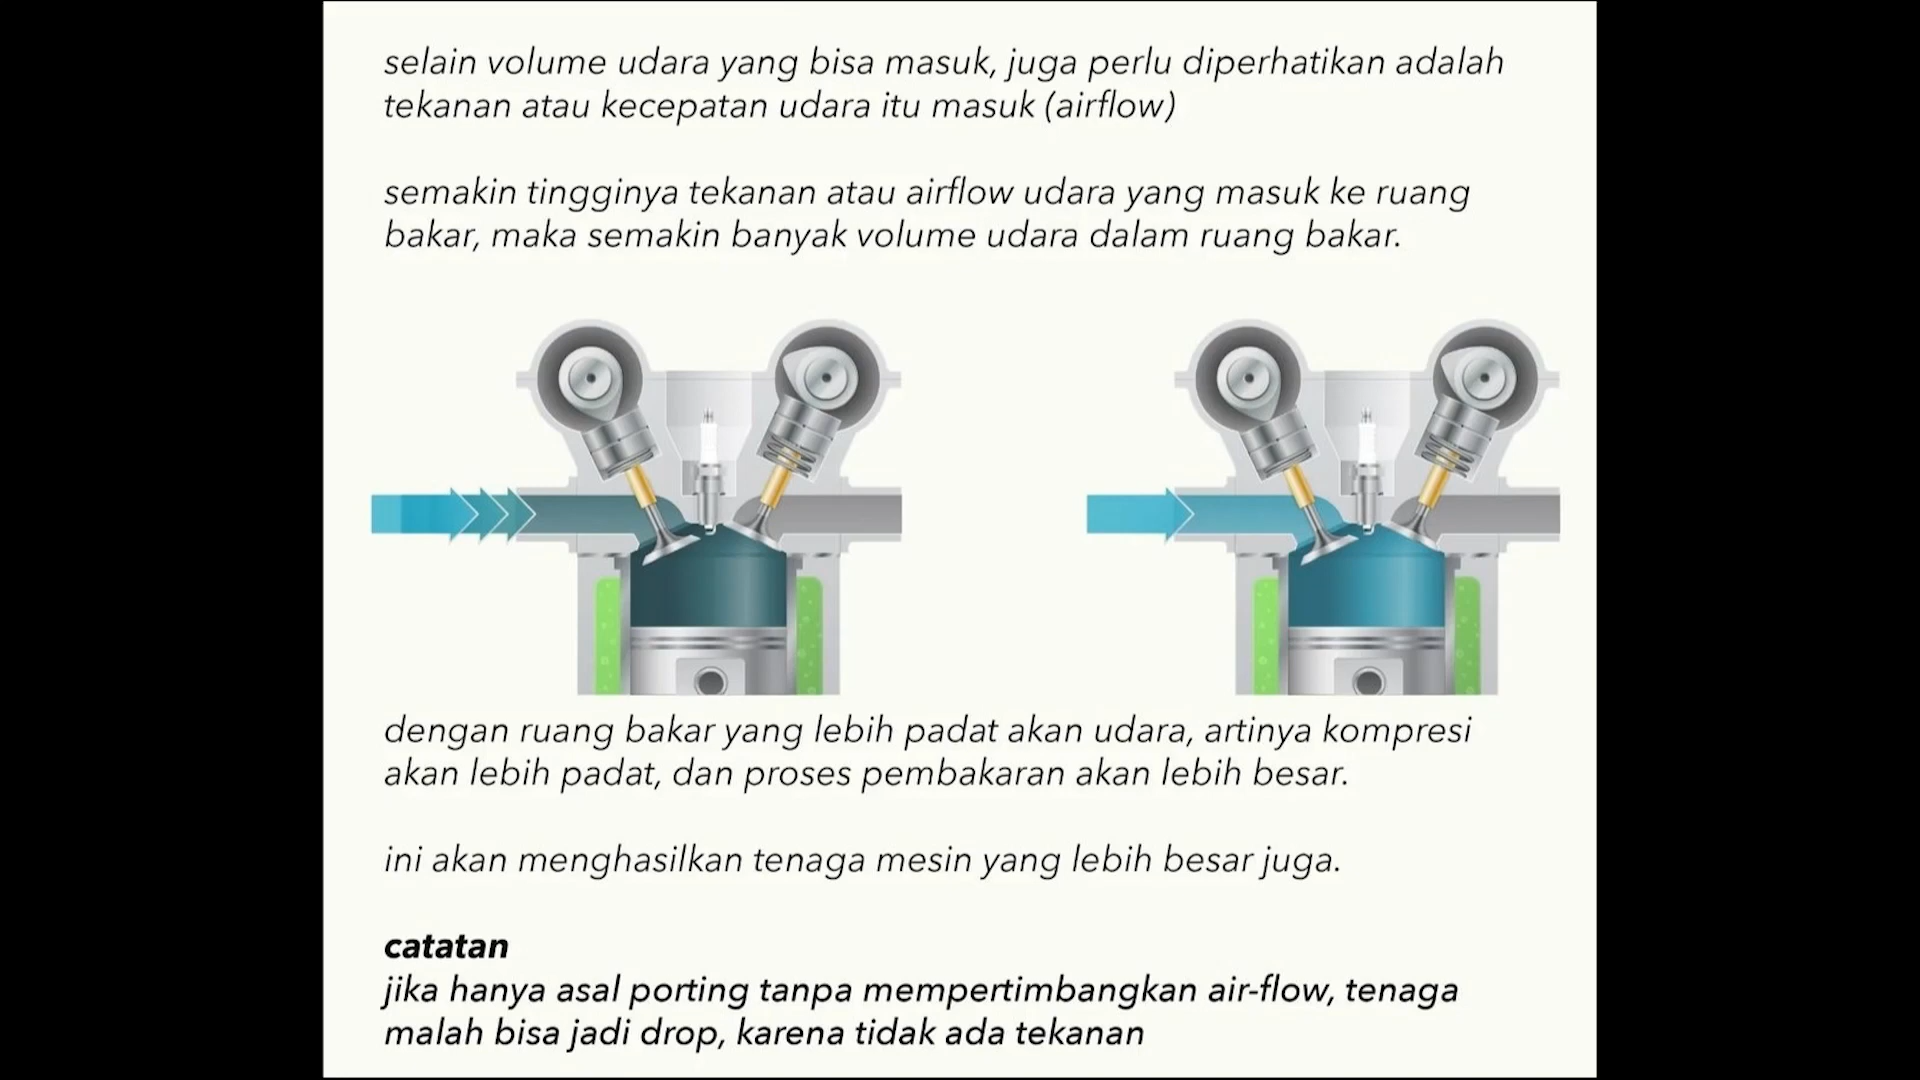 selain volume udara yang bisa masuk, juga perlu diperhatikan adalah
tekanan atau kecepatan udara itu masuk (airflow)
semakin tingginya tekanan atau airflow udara yang masuk ke ruang
bakar, maka semakin banyak volume udara dalam ruang bakar.
dengan ruang bakar yang lebih padat akan udara, artinya kompresi
akan lebih padat, dan proses pembakaran akan lebih besar.
ini akan menghasilkan tenaga mesin yang lebih besar juga.
catatan
jika hanya asal porting tanpa mempertimbangkan air-flow, tenaga
malah bisa jadi drop, karena tidak ada tekanan